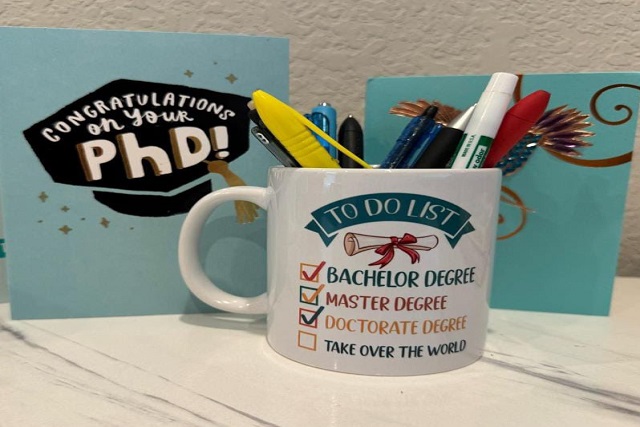 CONGRATULATIONS
on YOUR
PhD!
TO DO LIST
BACHELOR DEGREE
MASTER DEGREE
DOCTORATE DEGREE
TAKE OVER THE WORLD